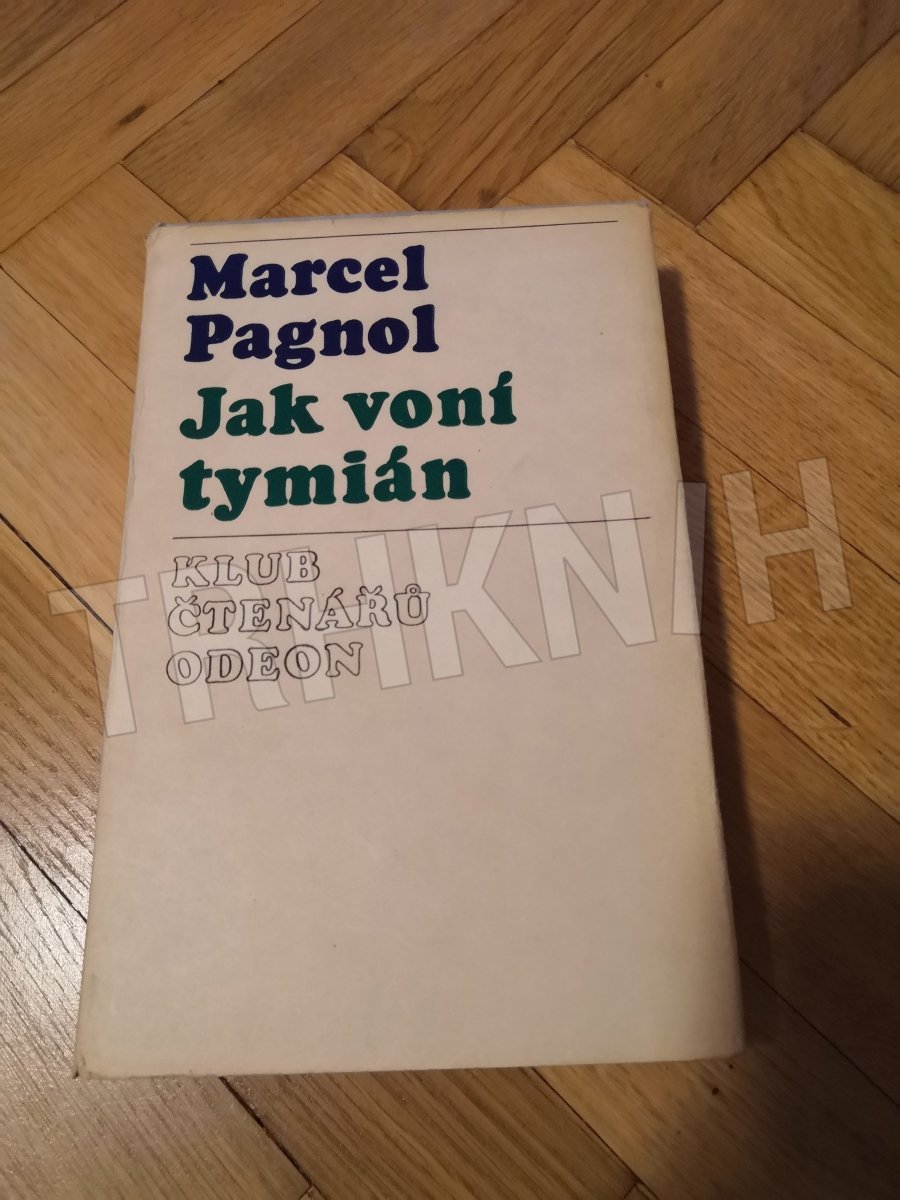 Marcel
Pagnol
Jak voní
tymián
KLUB
ČTENÁŘŮ
ODEON
TRHKNIH